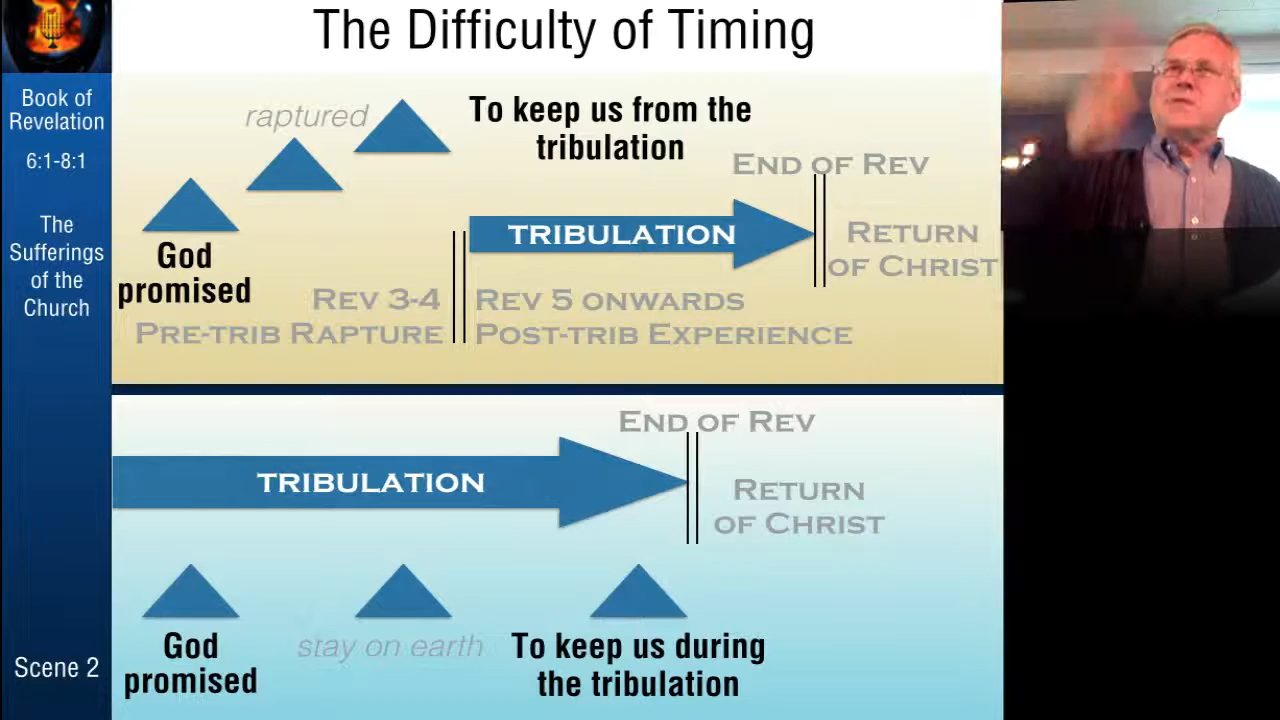 The Difficulty of Timing
Book of
Revelation
6:1-8:1
The
Sufferings
of the
Church
Scene 2
raptured
To keep us from the
tribulation
God
promised
END OF REV
TRIBULATION
RETURN
OF CHRIST
REV 3-4
PRE-TRIB RAPTURE
REV 5 ONWARDS
POST-TRIB EXPERIENCE
END OF REV
TRIBULATION
RETURN
OF CHRIST
God
promised
stay on earth
To keep us during
the tribulation